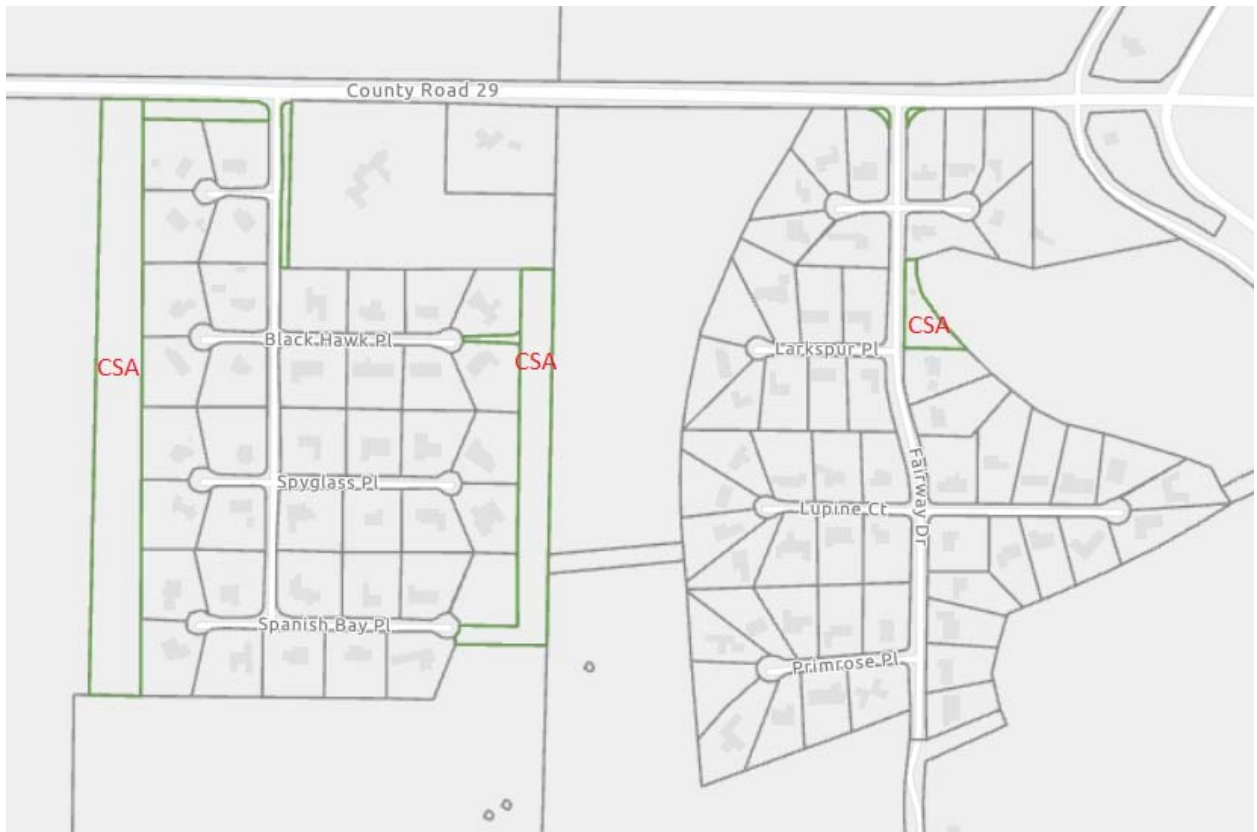 County Road 29
CSA
Black Hawk Pl
CSA
Spyglass Pl
Spanish Bay Pl
CSA
Larkspur Pl
Fairway Dr
Lupine Ct
Primrose Pl